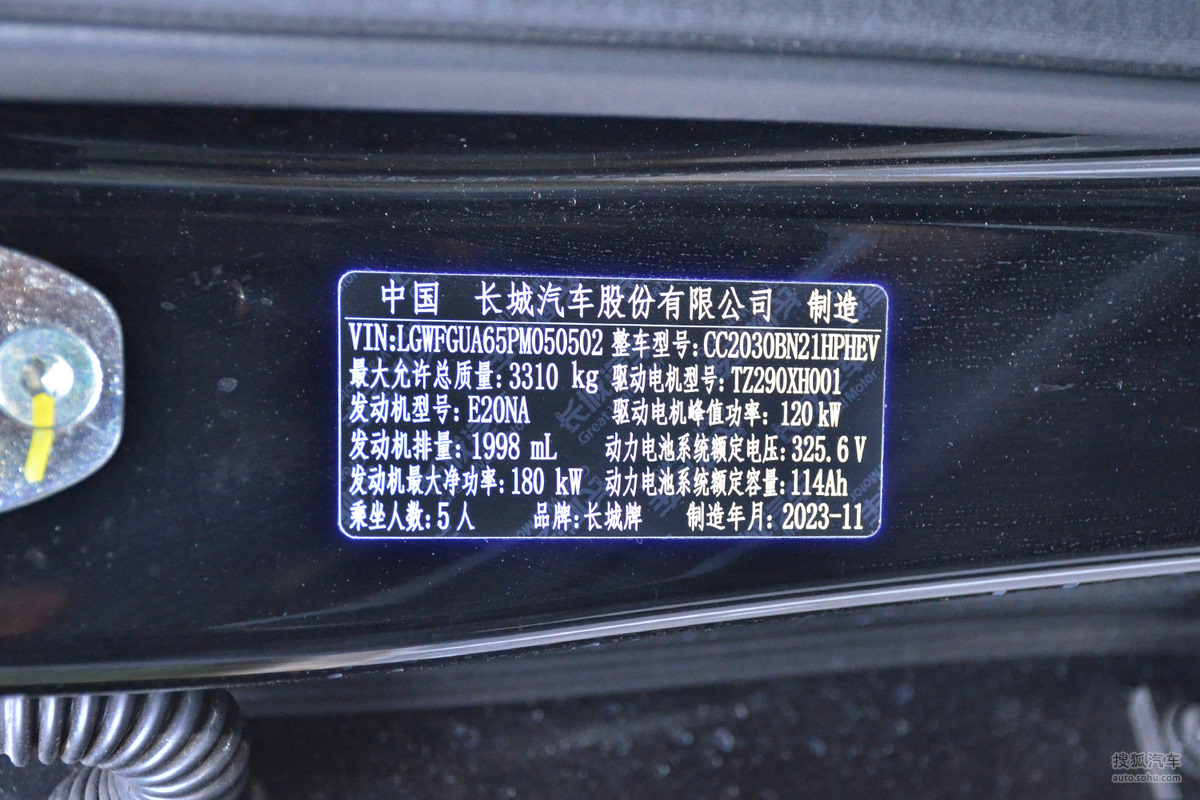 中国 长城汽车股份有限公司 制造
VIN:LGWFGUA65PM050502 整车型号:CC2030BN21HPHEV
最大允许总质量:3310 kg 驱动电机型号:TZ290XH001
发动机型号:E20NA 驱动电机峰值功率:120 kW
发动机排量:1998 mL 动力电池系统额定电压:325.6 V
发动机最大净功率:180 kW 动力电池系统额定容量:114Ah
乘坐人数:5人 品牌:长城牌 制造年月:2023-11
搜狐汽车
auto.sohu.com